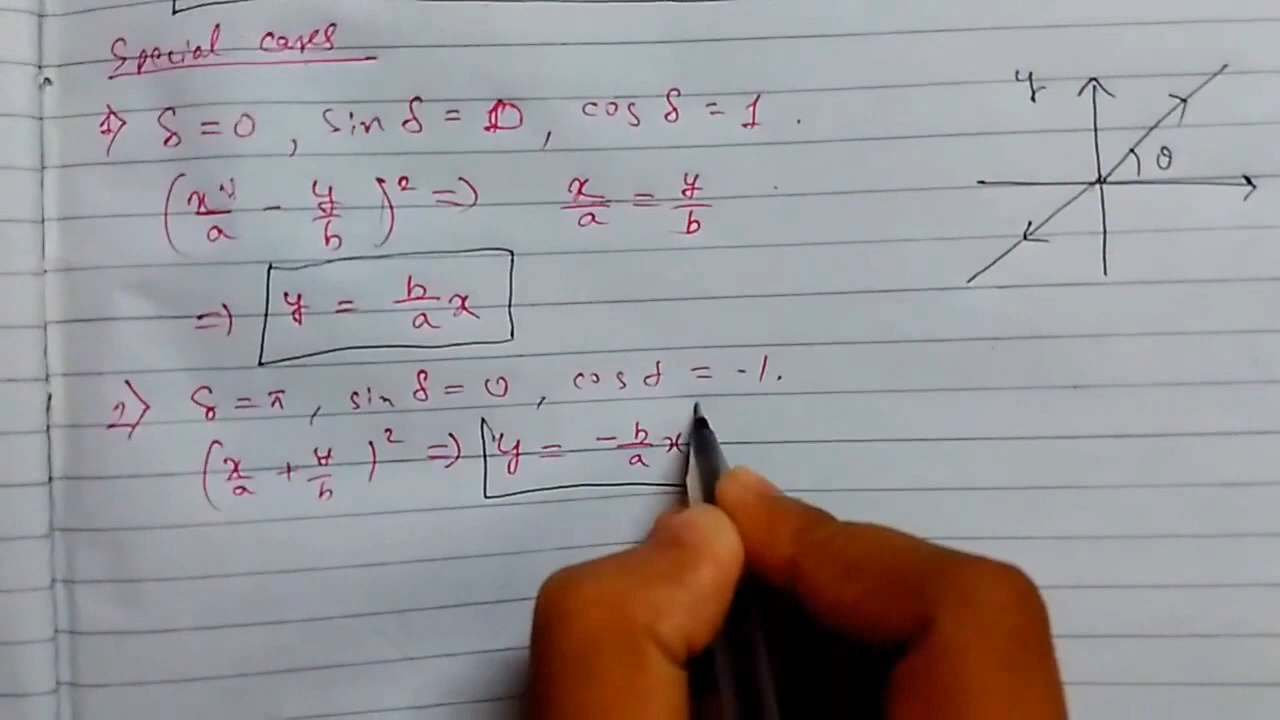 Special cases
1) δ = 0, sin δ = 0, cos δ = 1.
(x/a - y/b)² => x/a = y/b
=> y = b/a x
2) δ = π, sin δ = 0, cos δ = -1.
(x/a + y/b)² => y = -b/a x
y
θ